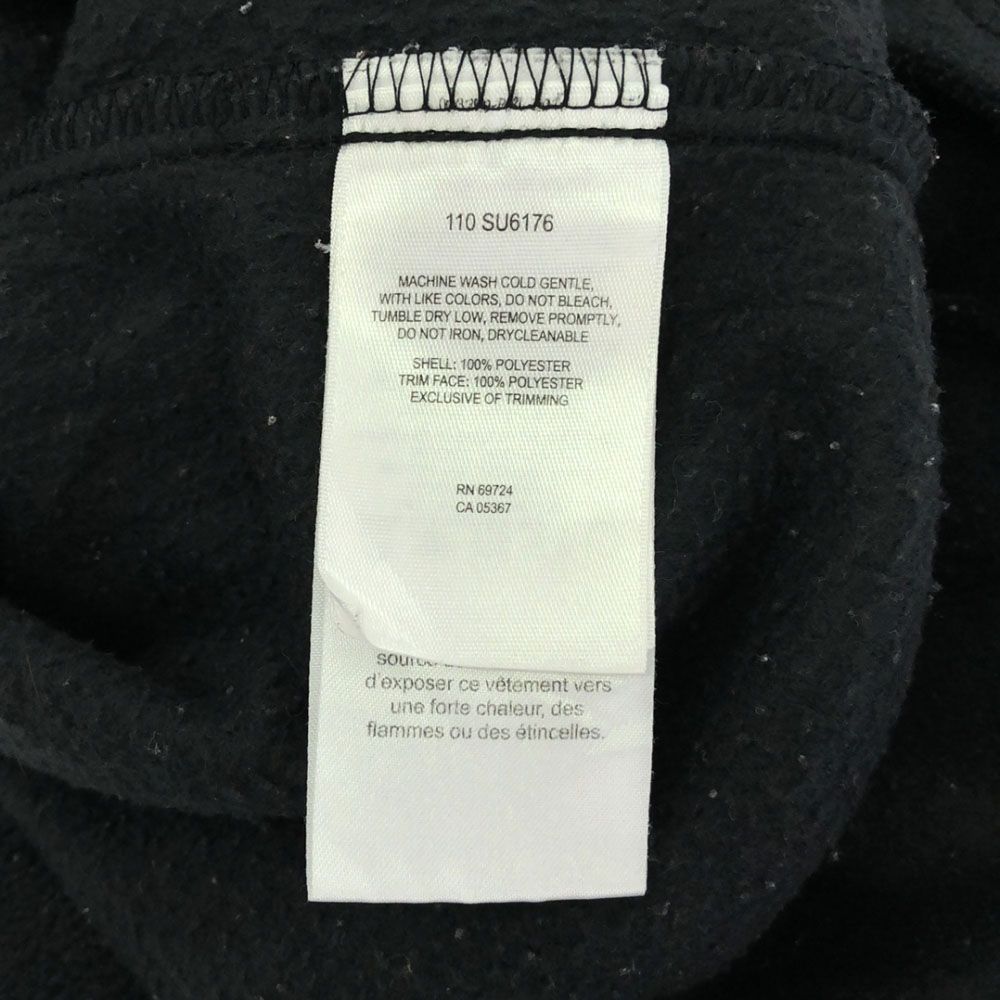 110 SU6176
MACHINE WASH COLD GENTLE,
WITH LIKE COLORS, DO NOT BLEACH,
TUMBLE DRY LOW, REMOVE PROMPTLY,
DO NOT IRON, DRYCLEANABLE
SHELL: 100% POLYESTER
TRIM FACE: 100% POLYESTER
EXCLUSIVE OF TRIMMING
RN 69724
CA 05367
d'exposer ce vêtement vers
une forte chaleur, des
flammes ou des étincelles.